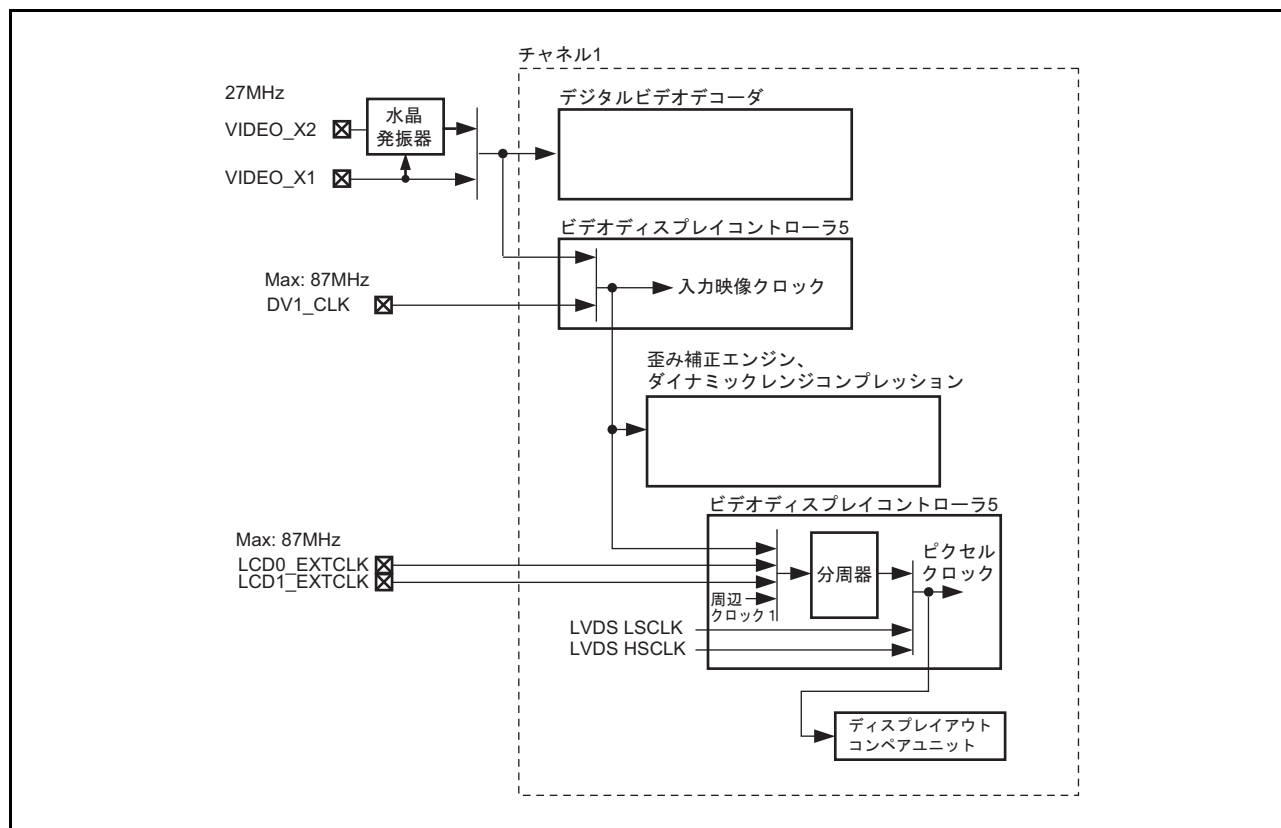 チャネル1
27MHz
VIDEO_X2
水晶
発振器
VIDEO_X1
デジタルビデオデコーダ
ビデオディスプレイコントローラ5
Max: 87MHz
DV1_CLK
入力映像クロック
歪み補正エンジン、
ダイナミックレンジコンプレッション
ビデオディスプレイコントローラ5
Max: 87MHz
LCD0_EXTCLK
LCD1_EXTCLK
周辺
クロック1
分周器
ピクセル
クロック
LVDS LSCLK
LVDS HSCLK
ディスプレイアウト
コンペアユニット